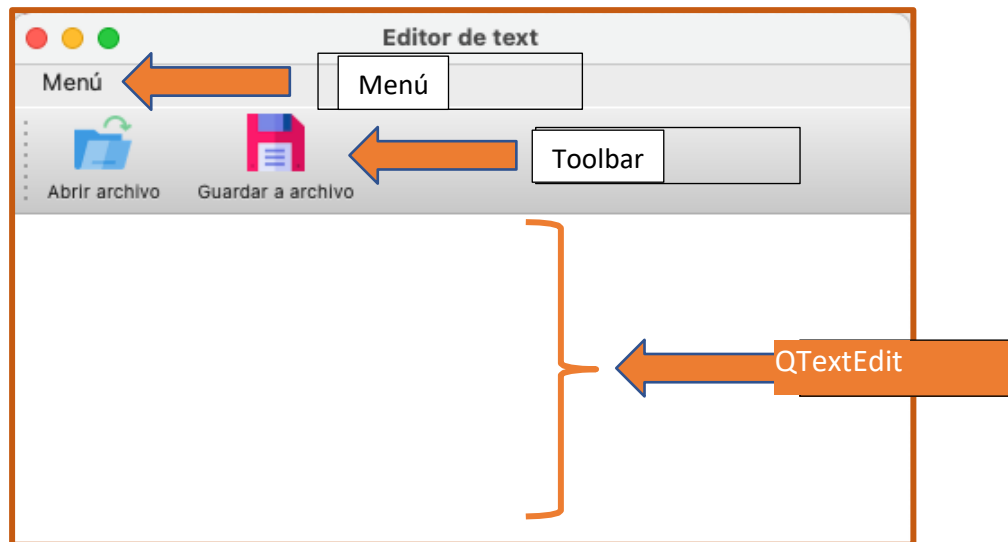 Editor de text
Menú
Menú
Toolbar
Abrir archivo
Guardar a archivo
QTextEdit